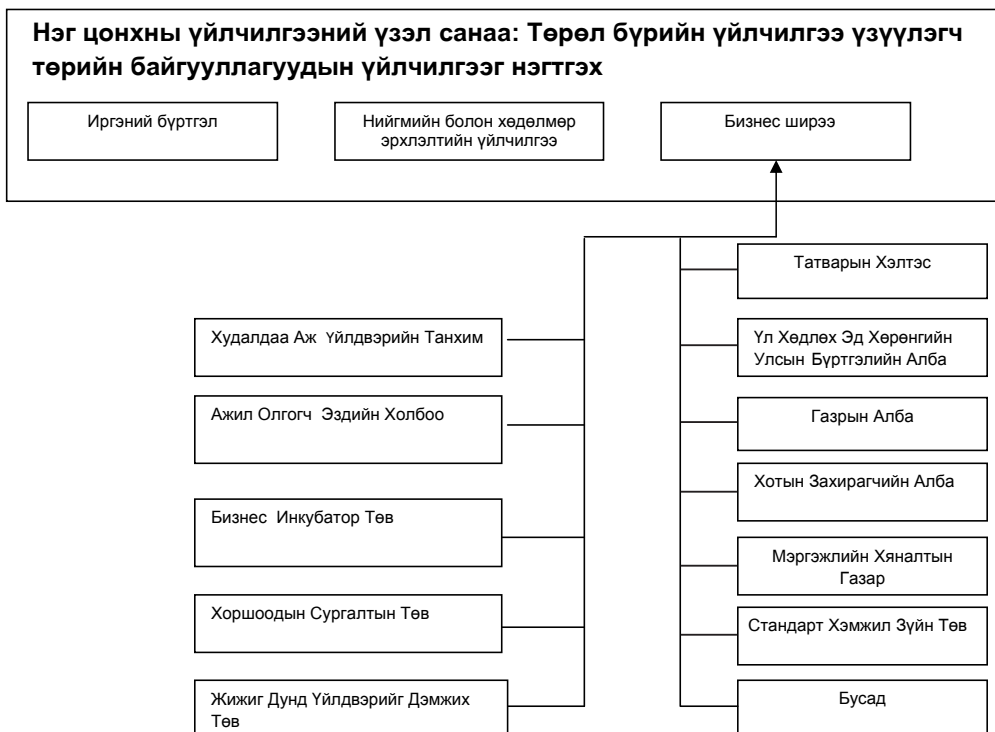 Нэг цонхны үйлчилгээний үзэл санаа: Төрөл бүрийн үйлчилгээ үзүүлэгч
төрийн байгууллагуудын үйлчилгээг нэгтгэх
Иргэний бүртгэл
Нийгмийн болон хөдөлмөр
эрхлэлтийн үйлчилгээ
Бизнес ширээ
Худалдаа Аж Үйлдвэрийн Танхим
Ажил Олгогч Эздийн Холбоо
Бизнес Инкубатор Төв
Хоршоодын Сургалтын Төв
Жижиг Дунд Үйлдвэрийг Дэмжих
Төв
Татварын Хэлтэс
Үл Хөдлөх Эд Хөрөнгийн
Улсын Бүртгэлийн Алба
Газрын Алба
Хотын Захирагчийн Алба
Мэргэжлийн Хяналтын
Газар
Стандарт Хэмжил Зүйн Төв
Бусад